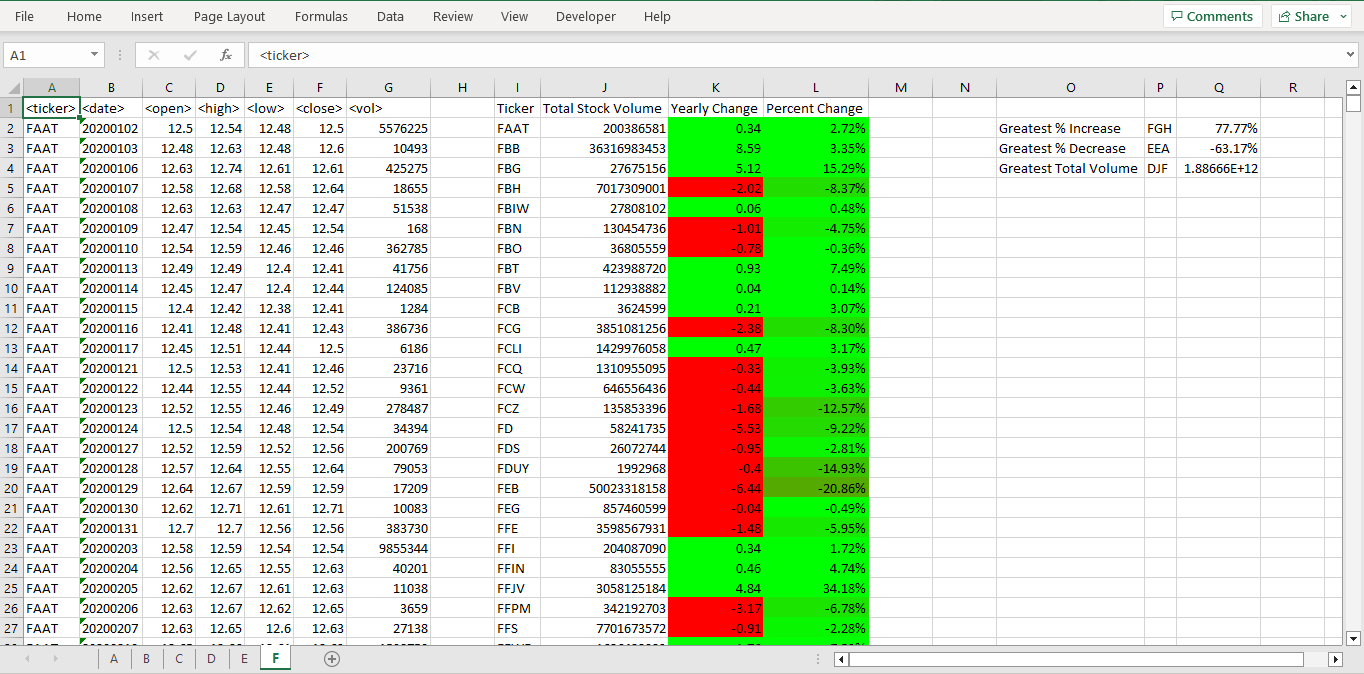 File Home Insert Page Layout Formulas Data Review View Developer Help Comments Share
A1 fx <ticker>
A B C D E F G H I J K L M N O P Q R
1 <ticker> <date> <open> <high> <low> <close> <vol> Ticker Total Stock Volume Yearly Change Percent Change
2 FAAT 20200102 12.5 12.54 12.48 12.5 5576225 FAAT 200386581 0.34 2.72% Greatest % Increase FGH 77.77%
3 FAAT 20200103 12.48 12.63 12.48 12.6 10493 FBB 36316983453 8.59 3.35% Greatest % Decrease EEA -63.17%
4 FAAT 20200106 12.63 12.74 12.61 12.61 425275 FBG 27675156 5.12 15.29% Greatest Total Volume DJF 1.88666E+12
5 FAAT 20200107 12.58 12.68 12.58 12.64 18655 FBH 7017309001 -2.02 -8.37%
6 FAAT 20200108 12.63 12.63 12.47 12.47 51538 FBIW 27808102 0.06 0.48%
7 FAAT 20200109 12.47 12.54 12.45 12.54 168 FBN 130454736 -1.01 -4.75%
8 FAAT 20200110 12.54 12.59 12.46 12.46 362785 FBO 36805559 -0.78 -0.36%
9 FAAT 20200113 12.49 12.49 12.4 12.41 41756 FBT 423988720 0.93 7.49%
10 FAAT 20200114 12.45 12.47 12.4 12.44 124085 FBV 112938882 0.04 0.14%
11 FAAT 20200115 12.4 12.42 12.38 12.41 1284 FCB 3624599 0.21 3.07%
12 FAAT 20200116 12.41 12.48 12.41 12.43 386736 FCG 3851081256 -2.38 -8.30%
13 FAAT 20200117 12.45 12.51 12.44 12.5 6186 FCLI 1429976058 0.47 3.17%
14 FAAT 20200121 12.5 12.53 12.41 12.46 23716 FCQ 1310955095 -0.33 -3.93%
15 FAAT 20200122 12.44 12.55 12.44 12.52 9361 FCW 646556436 -0.44 -3.63%
16 FAAT 20200123 12.52 12.55 12.46 12.49 278487 FCZ 135853396 -1.68 -12.57%
17 FAAT 20200124 12.5 12.54 12.48 12.54 34394 FD 58241735 -5.53 -9.22%
18 FAAT 20200127 12.52 12.59 12.52 12.56 200769 FDS 26072744 -0.95 -2.81%
19 FAAT 20200128 12.57 12.64 12.55 12.64 79053 FDUY 1992968 -0.4 -14.93%
20 FAAT 20200129 12.64 12.67 12.59 12.59 17209 FEB 50023318158 -6.44 -20.86%
21 FAAT 20200130 12.62 12.71 12.61 12.71 10083 FEG 857460599 -0.04 -0.49%
22 FAAT 20200131 12.7 12.7 12.56 12.56 383730 FFE 3598567931 -1.48 -5.95%
23 FAAT 20200203 12.58 12.59 12.54 12.54 9855344 FFI 204087090 0.34 1.72%
24 FAAT 20200204 12.56 12.65 12.55 12.63 40201 FFIN 83055555 0.46 4.74%
25 FAAT 20200205 12.62 12.67 12.61 12.63 11038 FFJV 3058125184 4.84 34.18%
26 FAAT 20200206 12.63 12.67 12.62 12.65 3659 FFPM 342192703 -3.17 -6.78%
27 FAAT 20200207 12.63 12.65 12.6 12.63 27138 FFS 7701673572 -0.91 -2.28%
A B C D E F